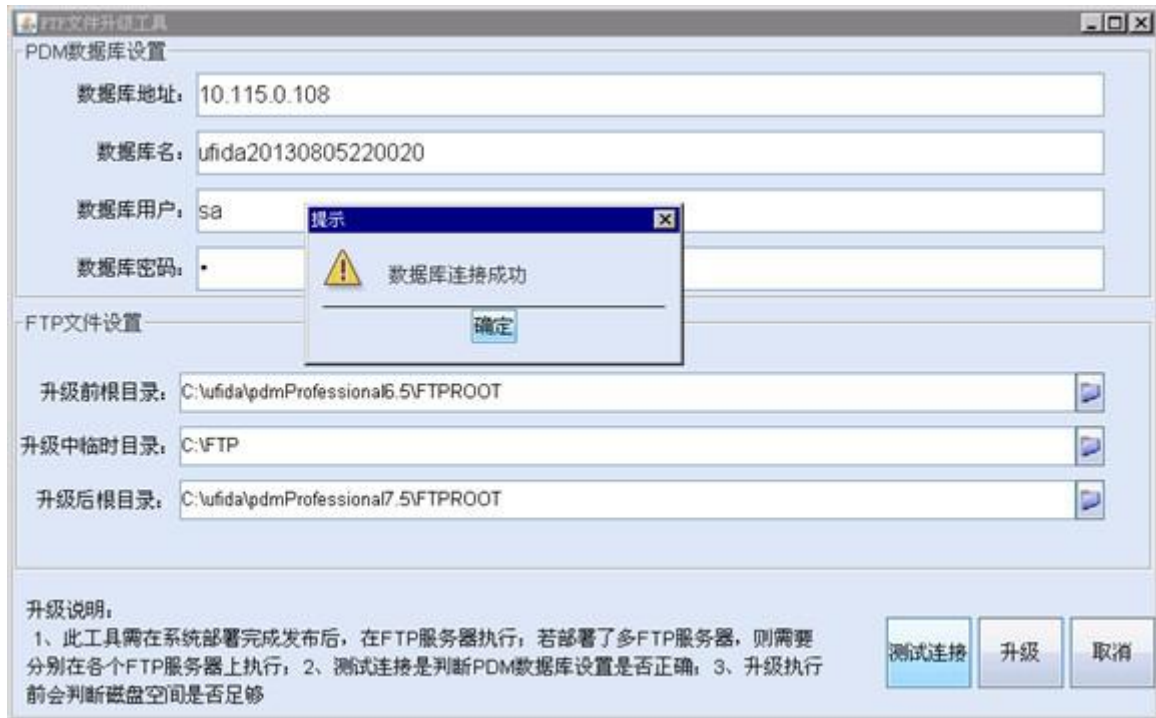 FTP文件升级工具
PDM数据库设置
数据库地址：
10.115.0.108
数据库名：
ufida20130805220020
数据库用户：
sa
数据库密码：
•
提示
数据库连接成功
确定
FTP文件设置
升级前根目录：
C:\ufida\pdmProfessional6.5\FTPROOT
升级中临时目录：
C:\FTP
升级后根目录：
C:\ufida\pdmProfessional7.5\FTPROOT
升级说明：
1、此工具需在系统部署完成发布后，在FTP服务器执行；若部署了多FTP服务器，则需要
分别在各个FTP服务器上执行；2、测试连接是判断PDM数据库设置是否正确；3、升级执行
前会判断磁盘空间是否足够
测试连接
升级
取消